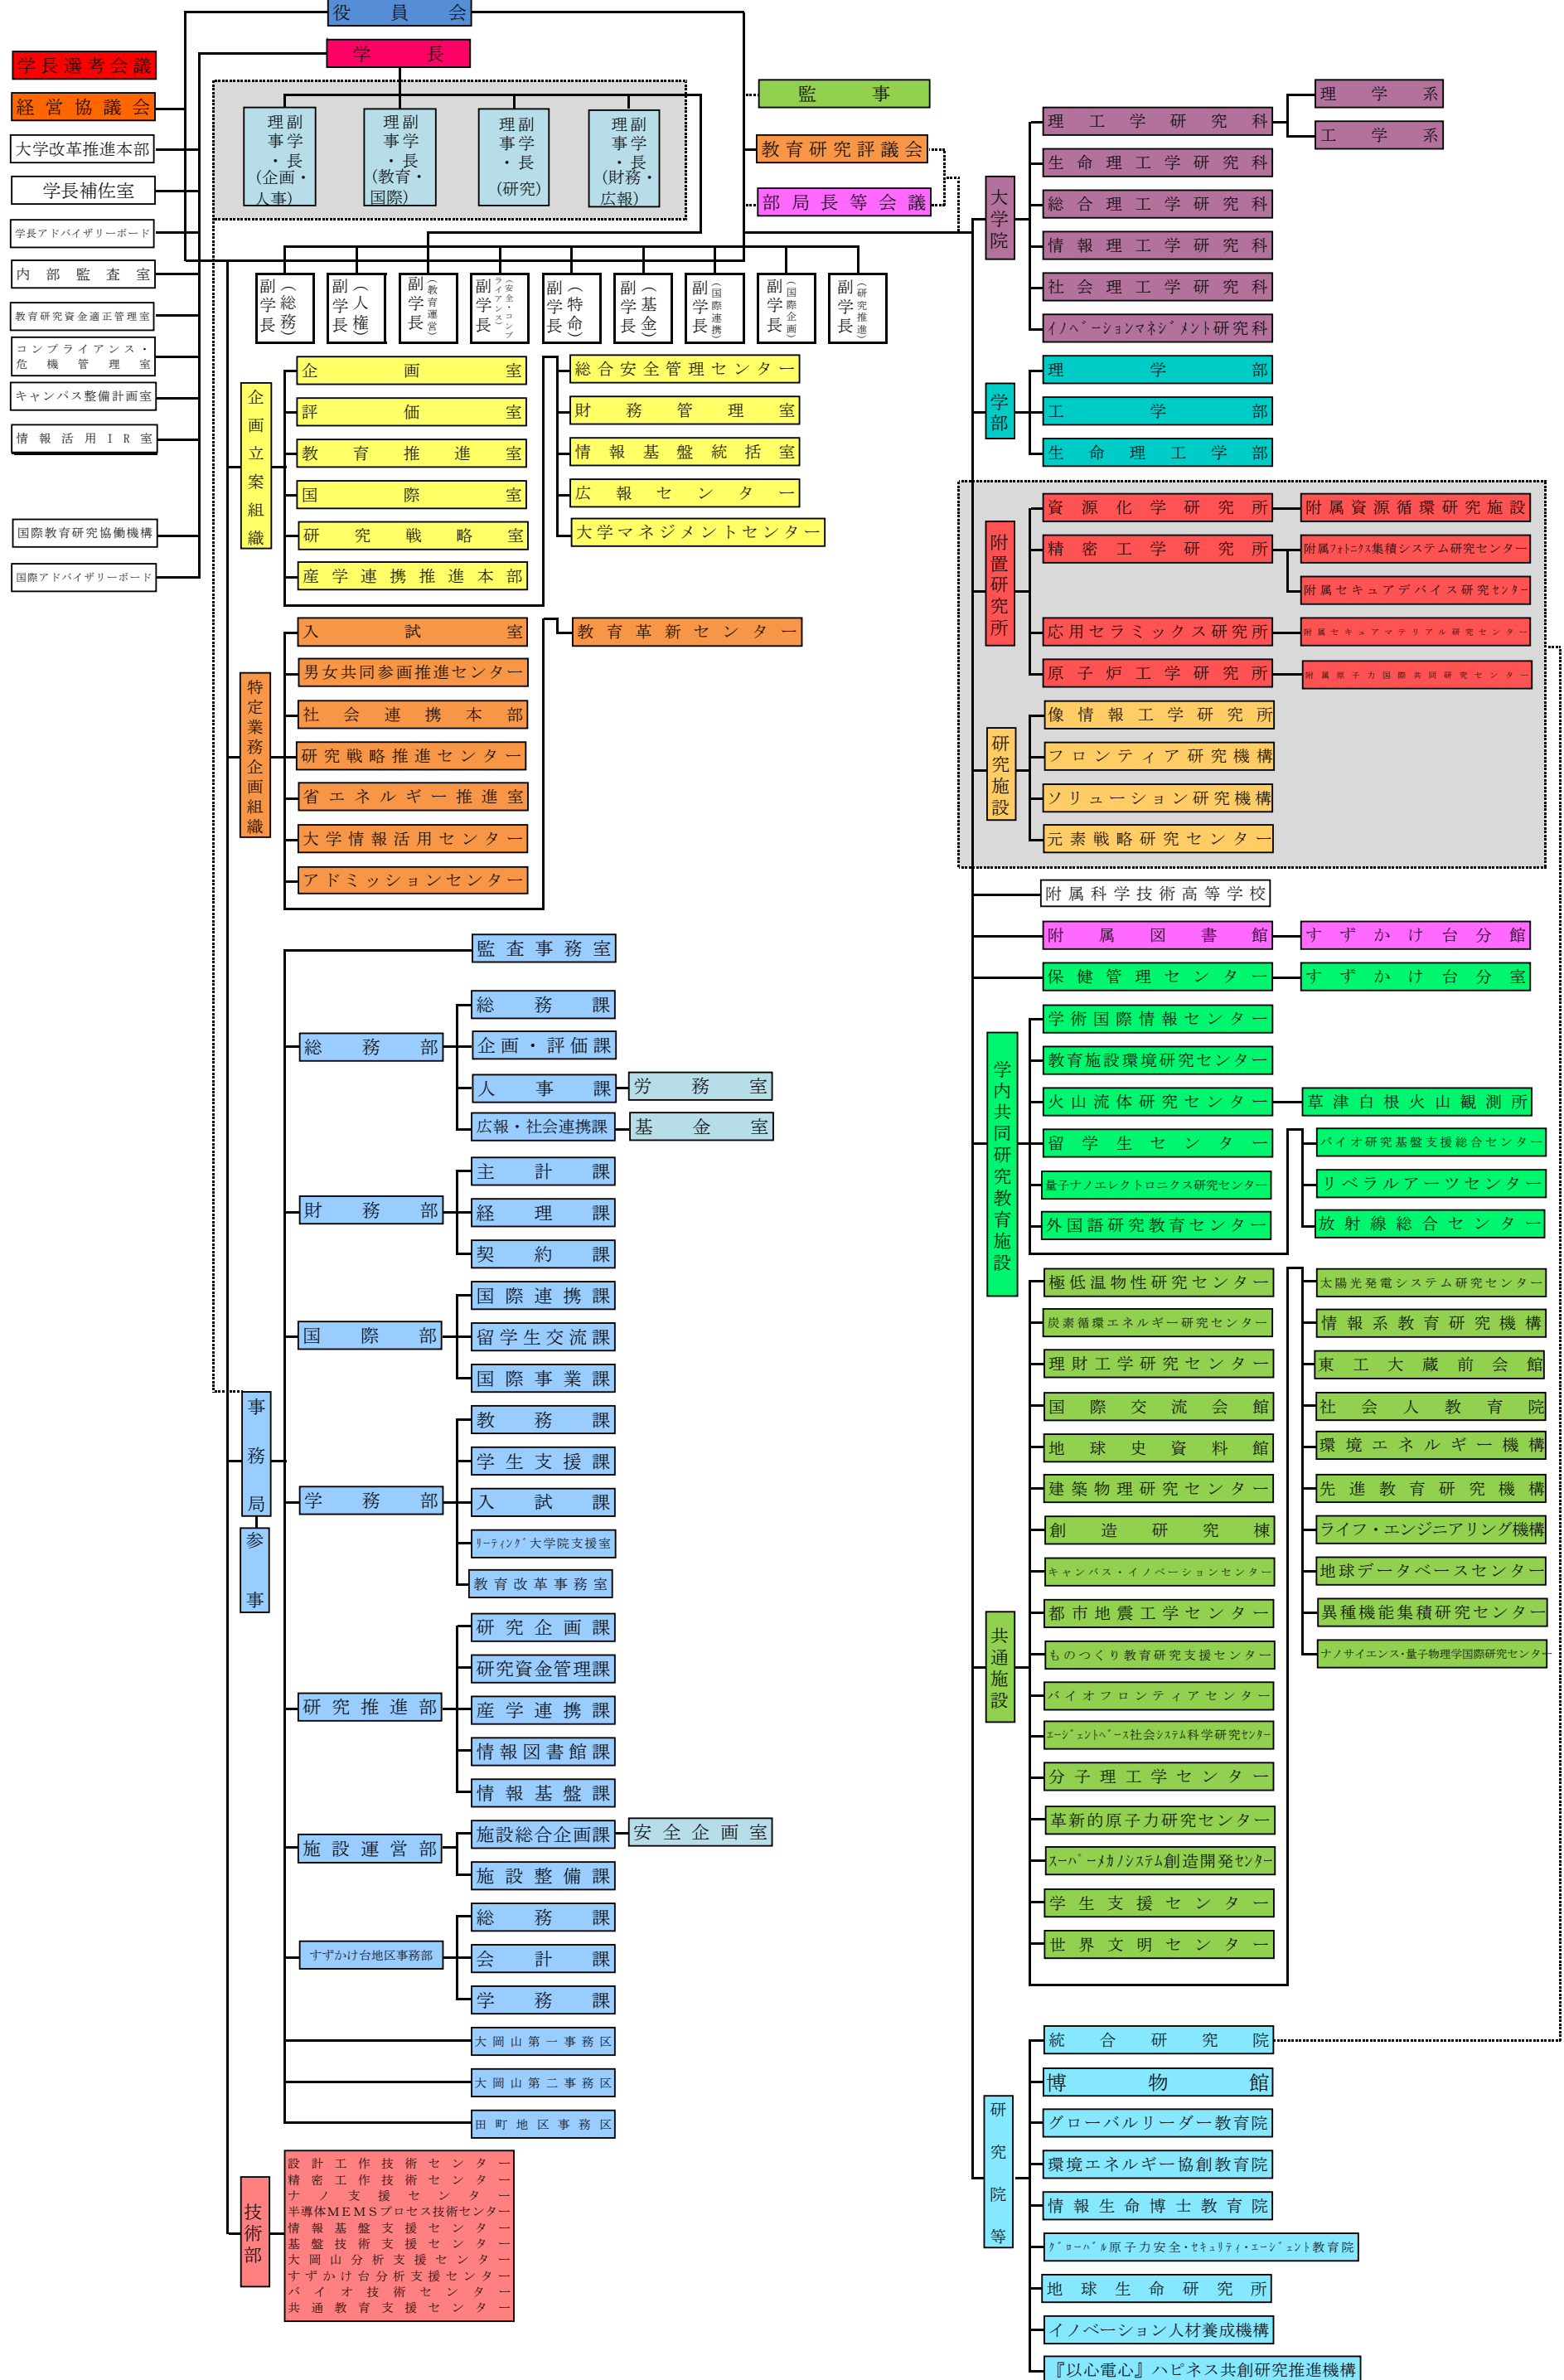 役員会
学長
学長選考会議
経営協議会
大学改革推進本部
学長補佐室
学長アドバイザリーボード
内部監査室
教育研究資金適正管理室
コンプライアンス・
危機管理室
キャンパス整備計画室
情報活用IR室
国際教育研究協働機構
国際アドバイザリーボード
理事・副学長
(企画・
人事)
理事・副学長
(教育・
国際)
理事・副学長
(研究)
理事・副学長
(財務・
広報)
監事
教育研究評議会
部局長等会議
副学長(総務)
副学長(人権)
副学長(教育運営)
副学長(安全・コンプ
ライアンス)
副学長(特命)
副学長(基金)
副学長(国際連携)
副学長(国際企画)
副学長(研究推進)
企画立案組織
企画室
評価室
教育推進室
国際室
研究戦略室
産学連携推進本部
総合安全管理センター
財務管理室
情報基盤統括室
広報センター
大学マネジメントセンター
特定業務企画組織
入試室
男女共同参画推進センター
社会連携本部
研究戦略推進センター
省エネルギー推進室
大学情報活用センター
アドミッションセンター
教育革新センター
事務局
参事
監査事務室
総務部
総務課
企画・評価課
人事課
労務室
広報・社会連携課
基金室
財務部
主計課
経理課
契約課
国際部
国際連携課
留学生交流課
国際事業課
学務部
教務課
学生支援課
入試課
リーディング大学院支援室
教育改革事務室
研究推進部
研究企画課
研究資金管理課
産学連携課
情報図書館課
情報基盤課
施設運営部
施設総合企画課
安全企画室
施設整備課
すずかけ台地区事務部
総務課
会計課
学務課
大岡山第一事務区
大岡山第二事務区
田町地区事務区
技術部
設計工作技術センター
精密工作技術センター
ナノ支援センター
半導体MEMSプロセス技術センター
情報基盤支援センター
基盤技術支援センター
大岡山分析支援センター
すずかけ台分析支援センター
バイオ技術センター
共通教育支援センター
大学院
理工学研究科
理学系
工学系
生命理工学研究科
総合理工学研究科
情報理工学研究科
社会理工学研究科
イノベーションマネジメント研究科
学部
理学部
工学部
生命理工学部
附置研究所
資源化学研究所
附属資源循環研究施設
精密工学研究所
附属フォトニクス集積システム研究センター
附属セキュアデバイス研究センター
応用セラミックス研究所
附属セキュアマテリアル研究センター
原子炉工学研究所
附属原子力国際共同研究センター
研究施設
像情報工学研究所
フロンティア研究機構
ソリューション研究機構
元素戦略研究センター
附属科学技術高等学校
附属図書館
すずかけ台分館
保健管理センター
すずかけ台分室
学内共同研究教育施設
学術国際情報センター
教育施設環境研究センター
火山流体研究センター
草津白根火山観測所
留学生センター
量子ナノエレクトロニクス研究センター
外国語研究教育センター
バイオ研究基盤支援総合センター
リベラルアーツセンター
放射線総合センター
共通施設
極低温物性研究センター
炭素循環エネルギー研究センター
理財工学研究センター
国際交流会館
地球史資料館
建築物理研究センター
創造研究棟
キャンパス・イノベーションセンター
都市地震工学センター
ものつくり教育研究支援センター
バイオフロンティアセンター
エージェントベース社会システム科学研究センター
分子理工学センター
革新的原子力研究センター
スーパーメカノシステム創造開発センター
学生支援センター
世界文明センター
太陽光発電システム研究センター
情報系教育研究機構
東工大蔵前会館
社会人教育院
環境エネルギー機構
先進教育研究機構
ライフ・エンジニアリング機構
地球データベースセンター
異種機能集積研究センター
ナノサイエンス・量子物理学国際研究センター
研究院等
統合研究院
博物館
グローバルリーダー教育院
環境エネルギー協創教育院
情報生命博士教育院
グローバル原子力安全・セキュリティ・エージェント教育院
地球生命研究所
イノベーション人材養成機構
『以心電心』ハピネス共創研究推進機構